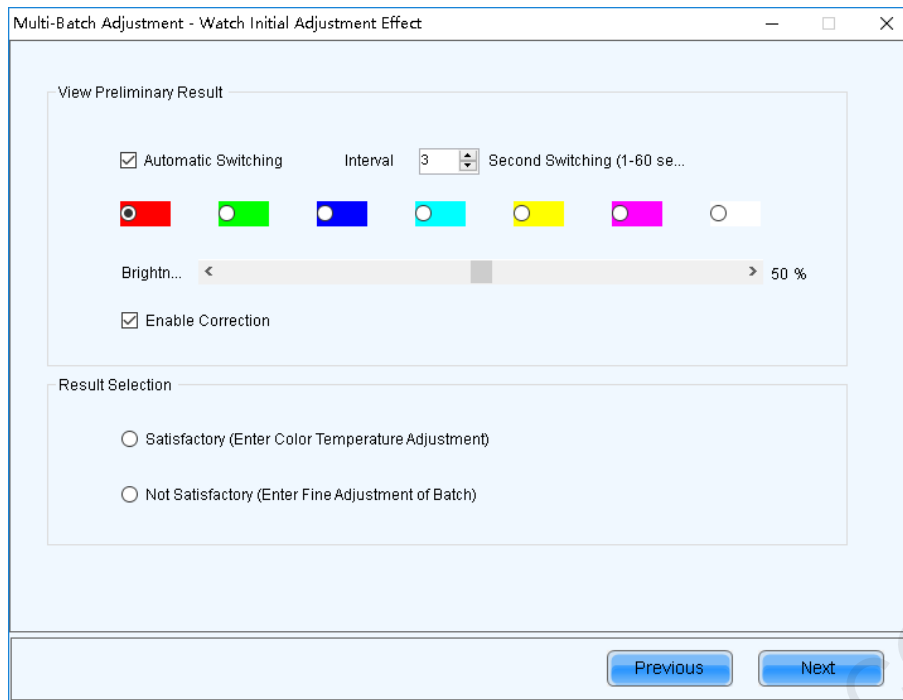 Multi-Batch Adjustment - Watch Initial Adjustment Effect
View Preliminary Result
Automatic Switching Interval 3 Second Switching (1-60 se...
Brightn... 50 %
Enable Correction
Result Selection
Satisfactory (Enter Color Temperature Adjustment)
Not Satisfactory (Enter Fine Adjustment of Batch)
Previous Next